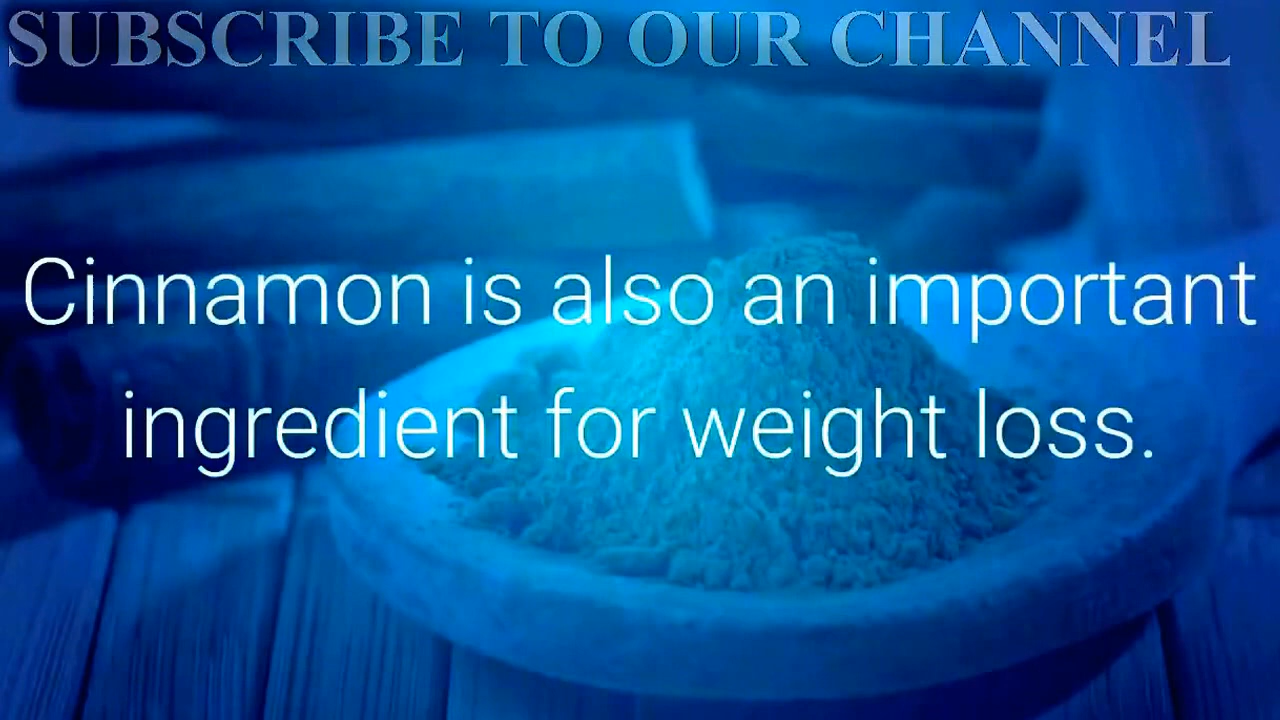 SUBSCRIBE TO OUR CHANNEL
Cinnamon is also an important
ingredient for weight loss.